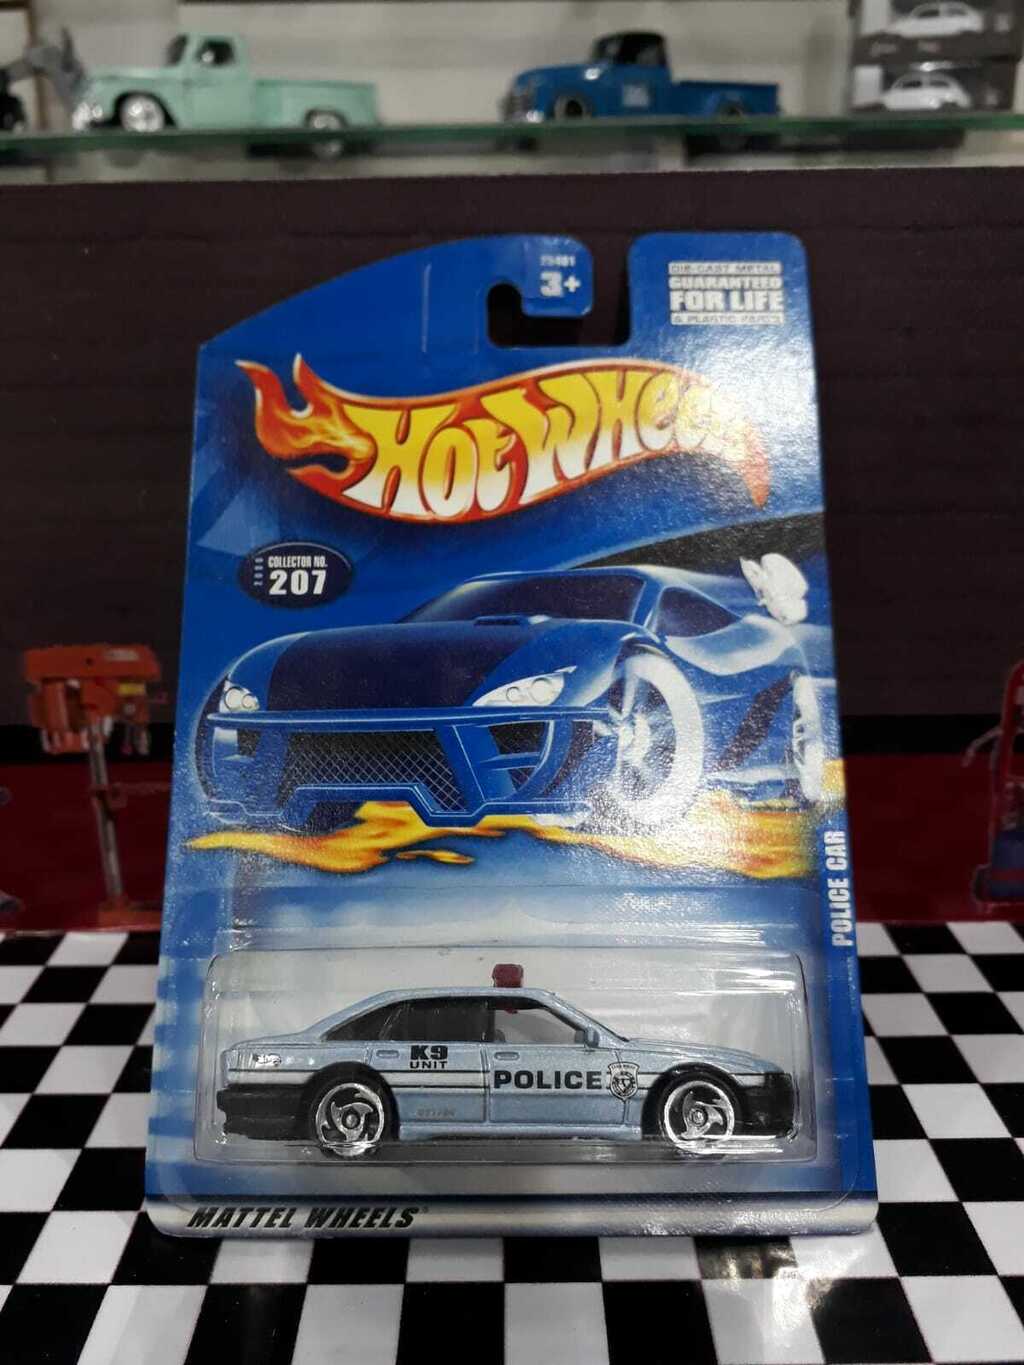 3+
DIE-CAST METAL
GUARANTEED
FOR LIFE
& PLASTIC PARTS
HOT WHEELS
2000
COLLECTOR NO.
207
POLICE CAR
K9
UNIT
POLICE
MATTEL WHEELS